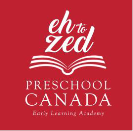 eh to
zed
PRESCHOOL
CANADA
Early Learning Academy